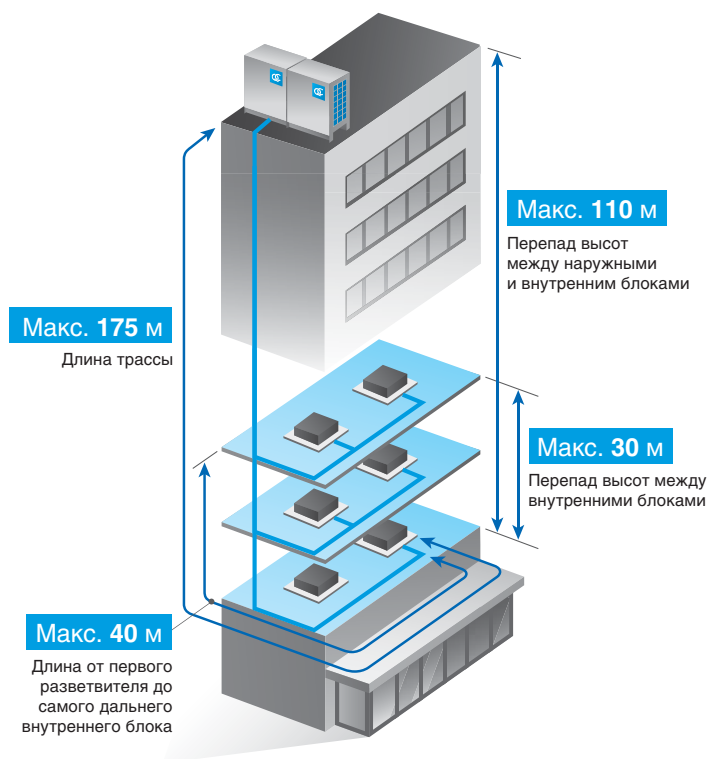 Макс. 110 м
Перепад высот
между наружными
и внутренним блоками
Макс. 175 м
Длина трассы
Макс. 30 м
Перепад высот между
внутренними блоками
Макс. 40 м
Длина от первого
разветвителя до
самого дальнего
внутреннего блока